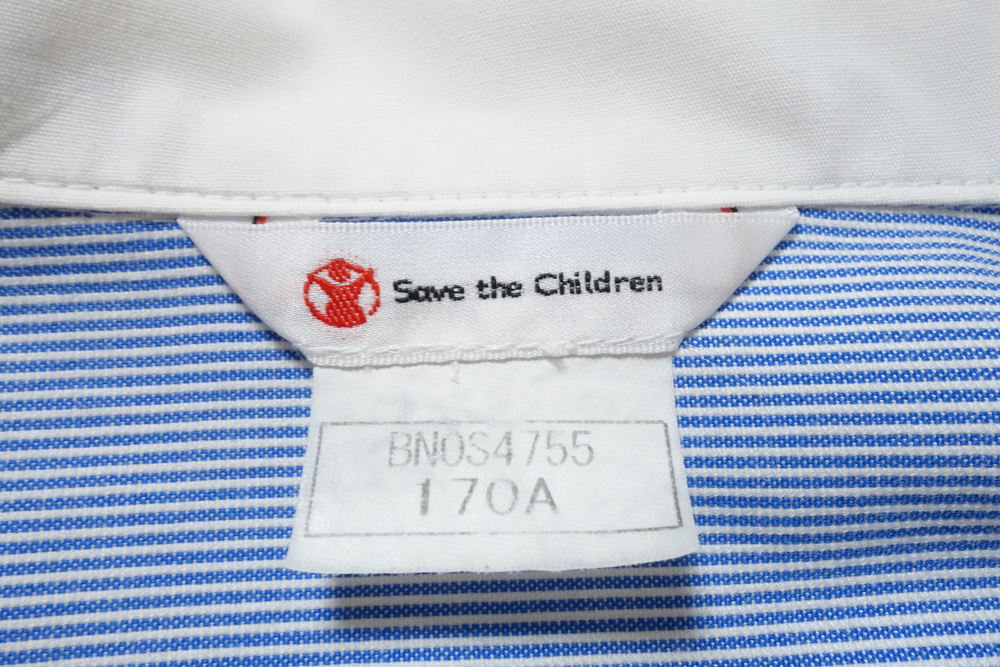 Save the Children
BNOS4755
170A